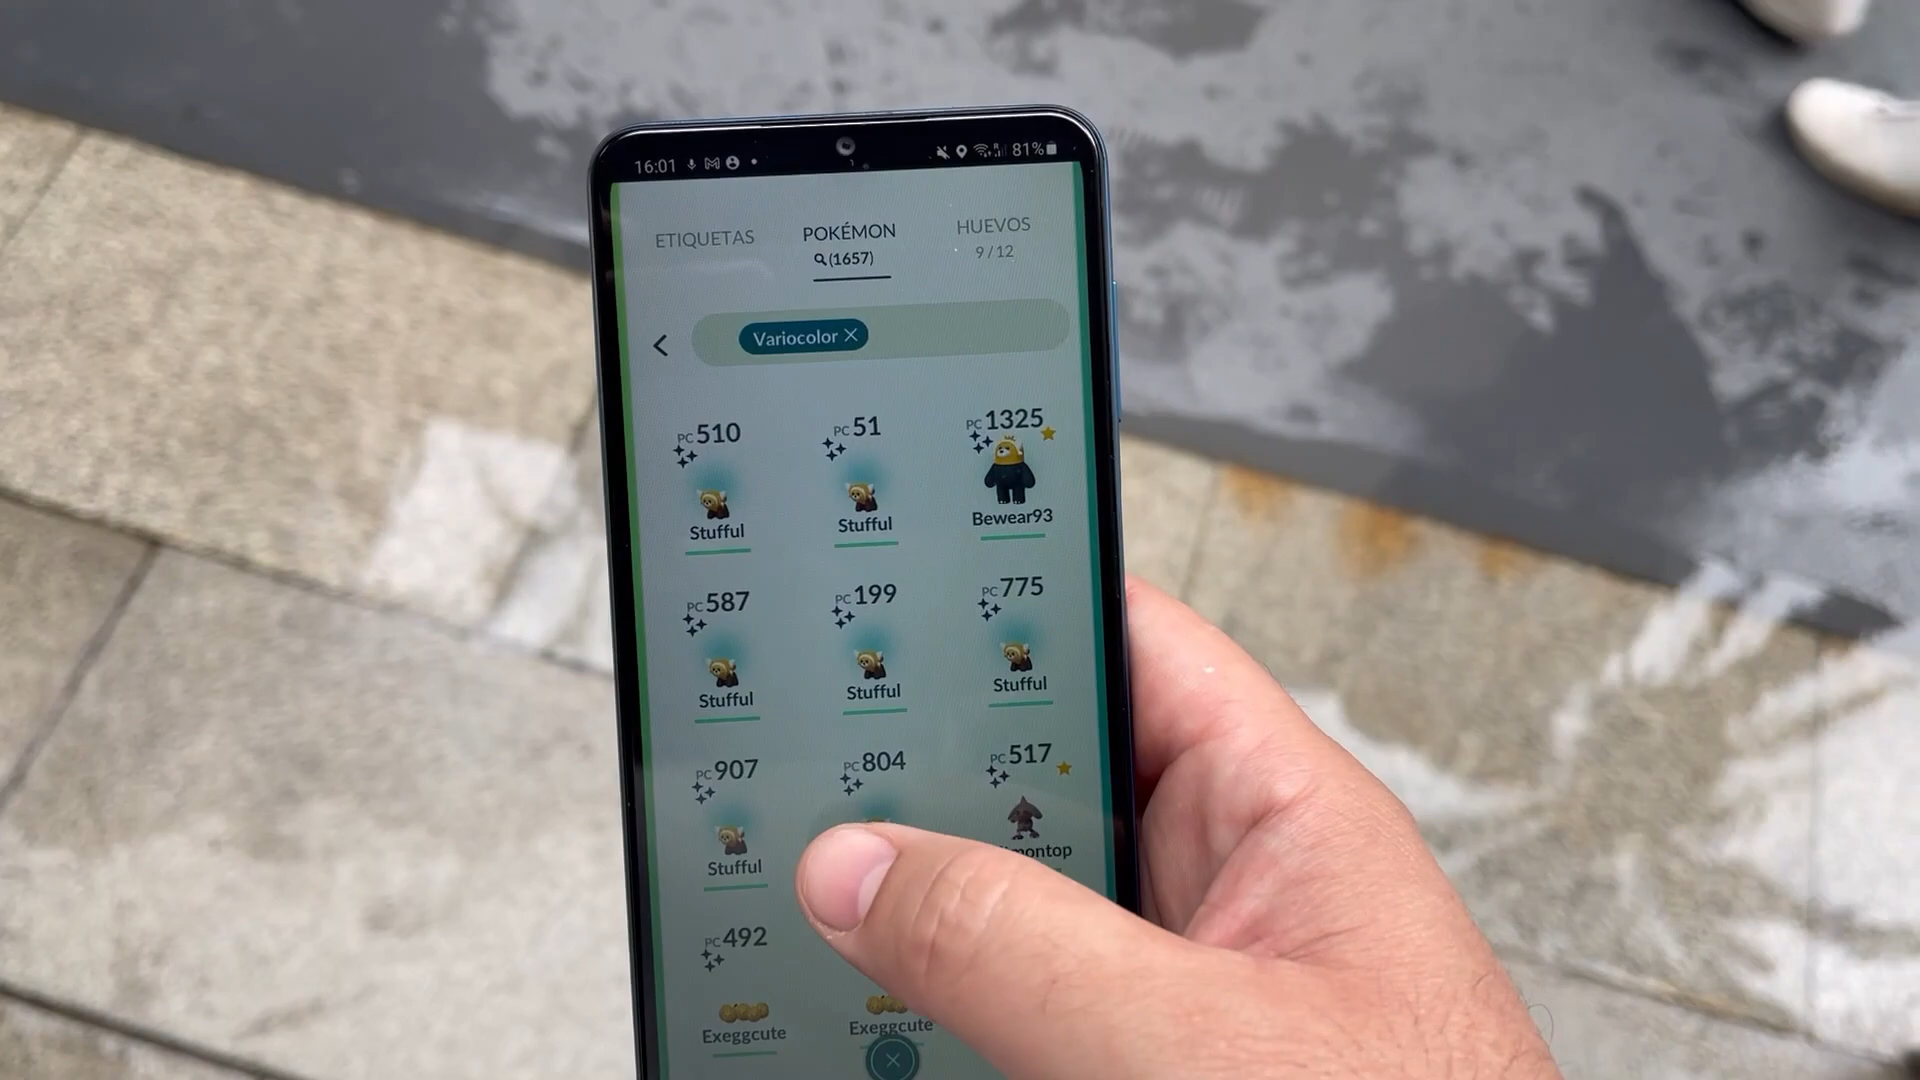 16:01
81%
ETIQUETAS
POKÉMON
HUEVOS
(1657)
9/12
Variocolor
PC 510
PC 51
PC 1325
Stufful
Stufful
Bewear93
PC 587
PC 199
PC 775
Stufful
Stufful
Stufful
PC 907
PC 804
PC 517
Stufful
montop
PC 492
Exeggcute
Exeggcute